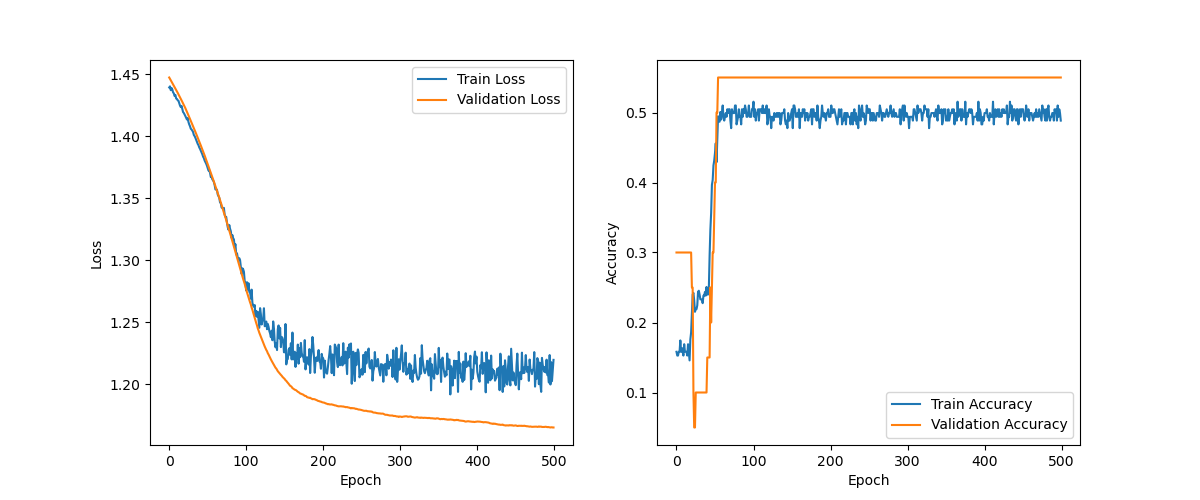 1.45
1.40
1.35
1.30
1.25
1.20
Loss
0 100 200 300 400 500
Epoch
Train Loss
Validation Loss
0.5
0.4
0.3
0.2
0.1
Accuracy
0 100 200 300 400 500
Epoch
Train Accuracy
Validation Accuracy